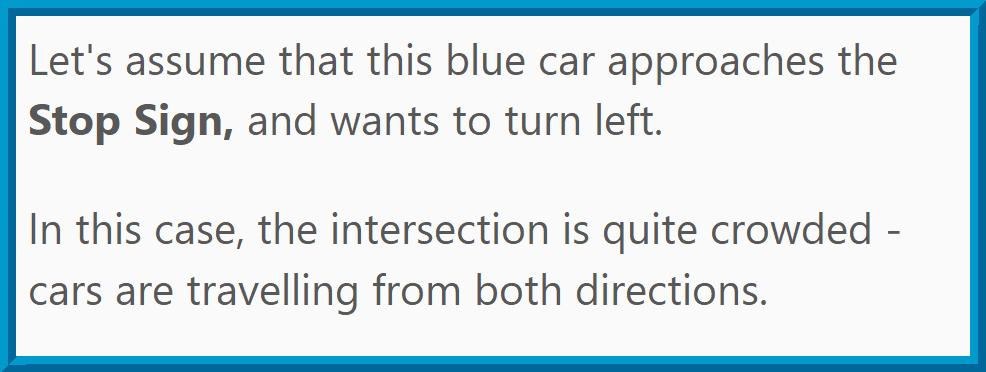 Let's assume that this blue car approaches the
Stop Sign, and wants to turn left.
In this case, the intersection is quite crowded -
cars are travelling from both directions.